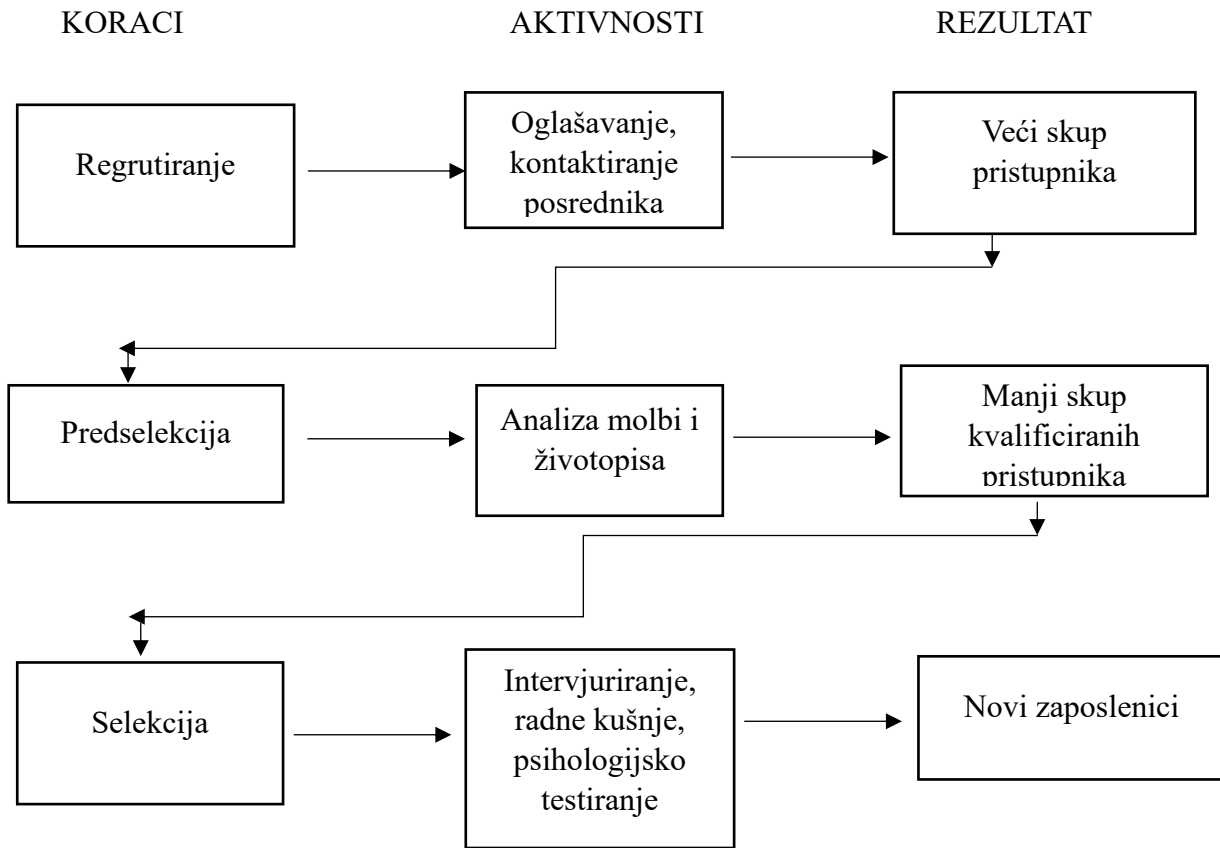 KORACI
AKTIVNOSTI
REZULTAT
Regrutiranje
Oglašavanje,
kontaktiranje
posrednika
Veći skup
pristupnika
Predselekcija
Analiza molbi i
životopisa
Manji skup
kvalificiranih
pristupnika
Selekcija
Intervjuriranje,
radne kušnje,
psihologijsko
testiranje
Novi zaposlenici